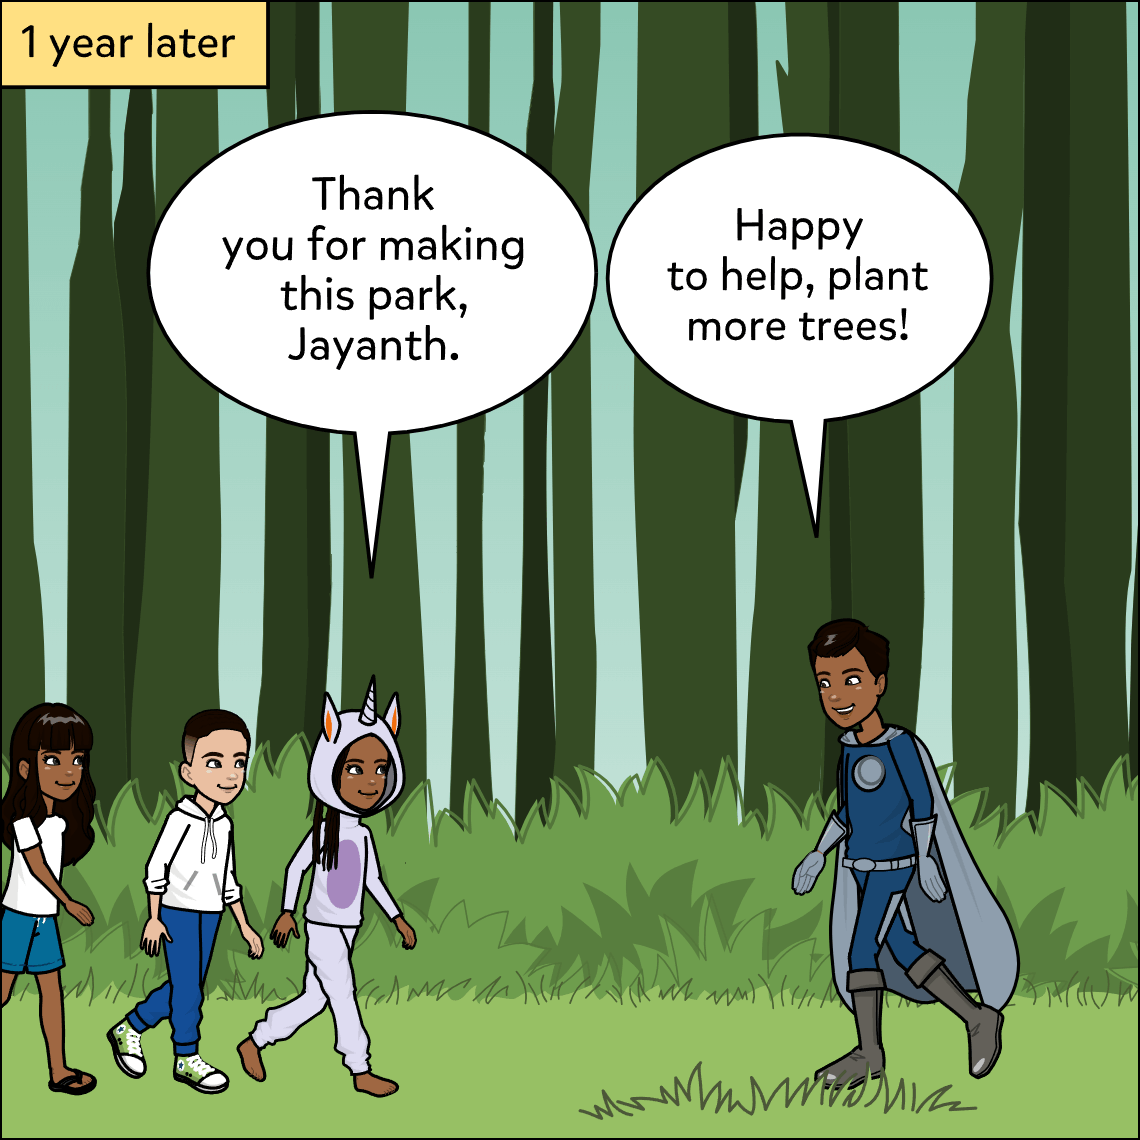 1 year later
Thank
you for making
this park,
Jayanth.
Happy
to help, plant
more trees!